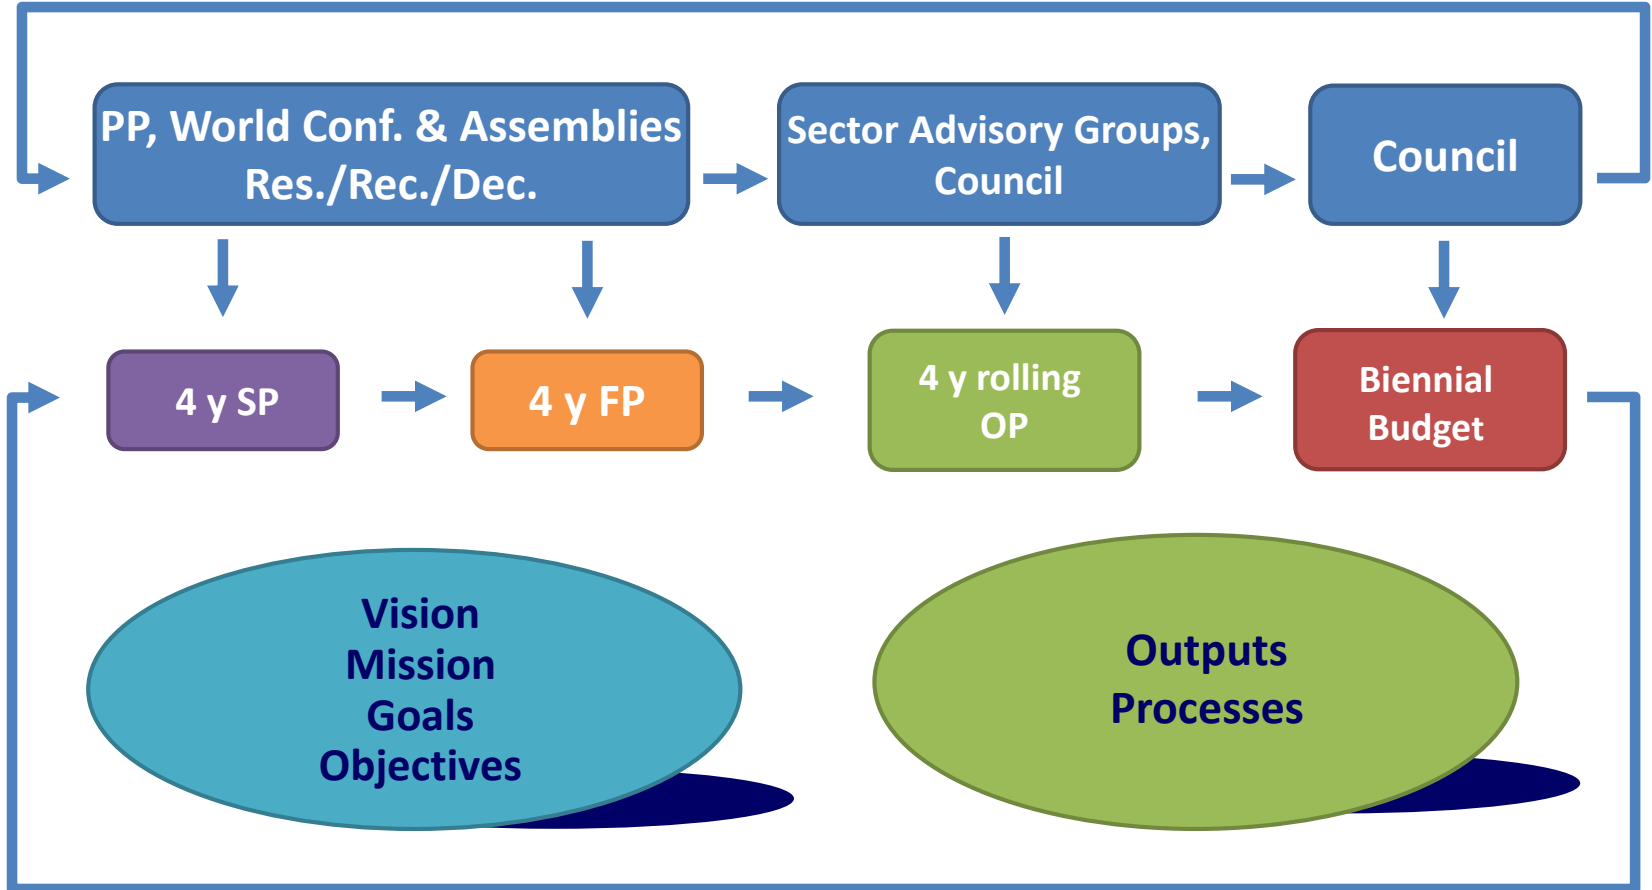 PP, World Conf. & Assemblies
Res./Rec./Dec.
Sector Advisory Groups,
Council
Council
4 y SP
4 y FP
4 y rolling
OP
Biennial
Budget
Vision
Mission
Goals
Objectives
Outputs
Processes